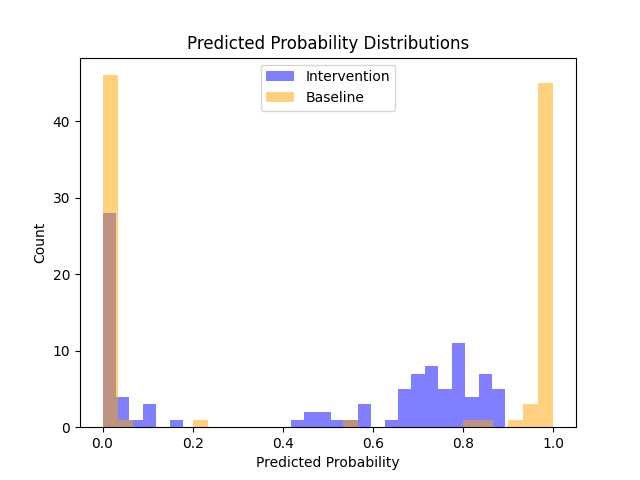 Predicted Probability Distributions
Intervention
Baseline
Count
40
30
20
10
0
0.0 0.2 0.4 0.6 0.8 1.0
Predicted Probability